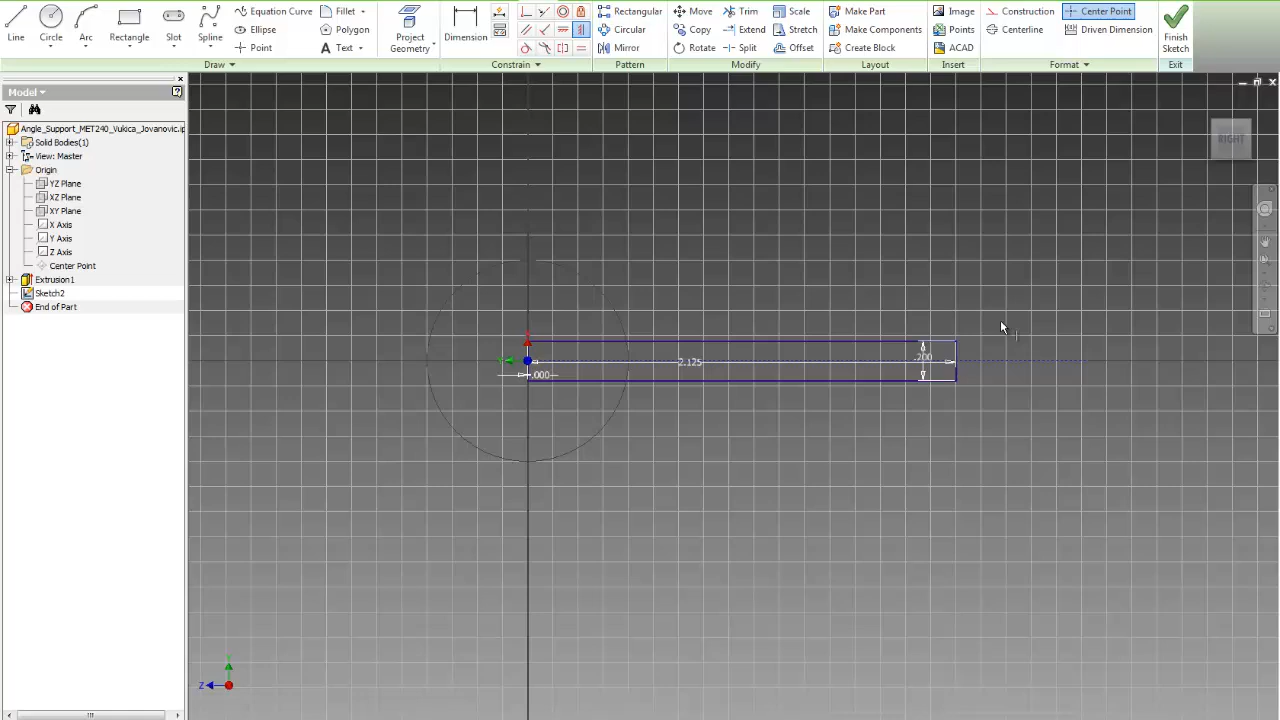 Line
Circle
Arc
Rectangle
Slot
Spline
Equation Curve
Ellipse
Point
Fillet
Polygon
Text
Project
Geometry
Dimension
Rectangular
Circular
Mirror
Move
Copy
Rotate
Trim
Extend
Split
Scale
Stretch
Offset
Make Part
Make Components
Create Block
Image
Points
ACAD
Construction
Centerline
Center Point
Driven Dimension
Finish
Sketch
Draw
Constrain
Pattern
Modify
Layout
Insert
Format
Exit
Model
Angle_Support_MET240_Vukica_Jovanovic.ip
Solid Bodies(1)
View: Master
Origin
YZ Plane
XZ Plane
XY Plane
X Axis
Y Axis
Z Axis
Center Point
Extrusion1
Sketch2
End of Part
RIGHT
2.125
.200
.000
Y
Z